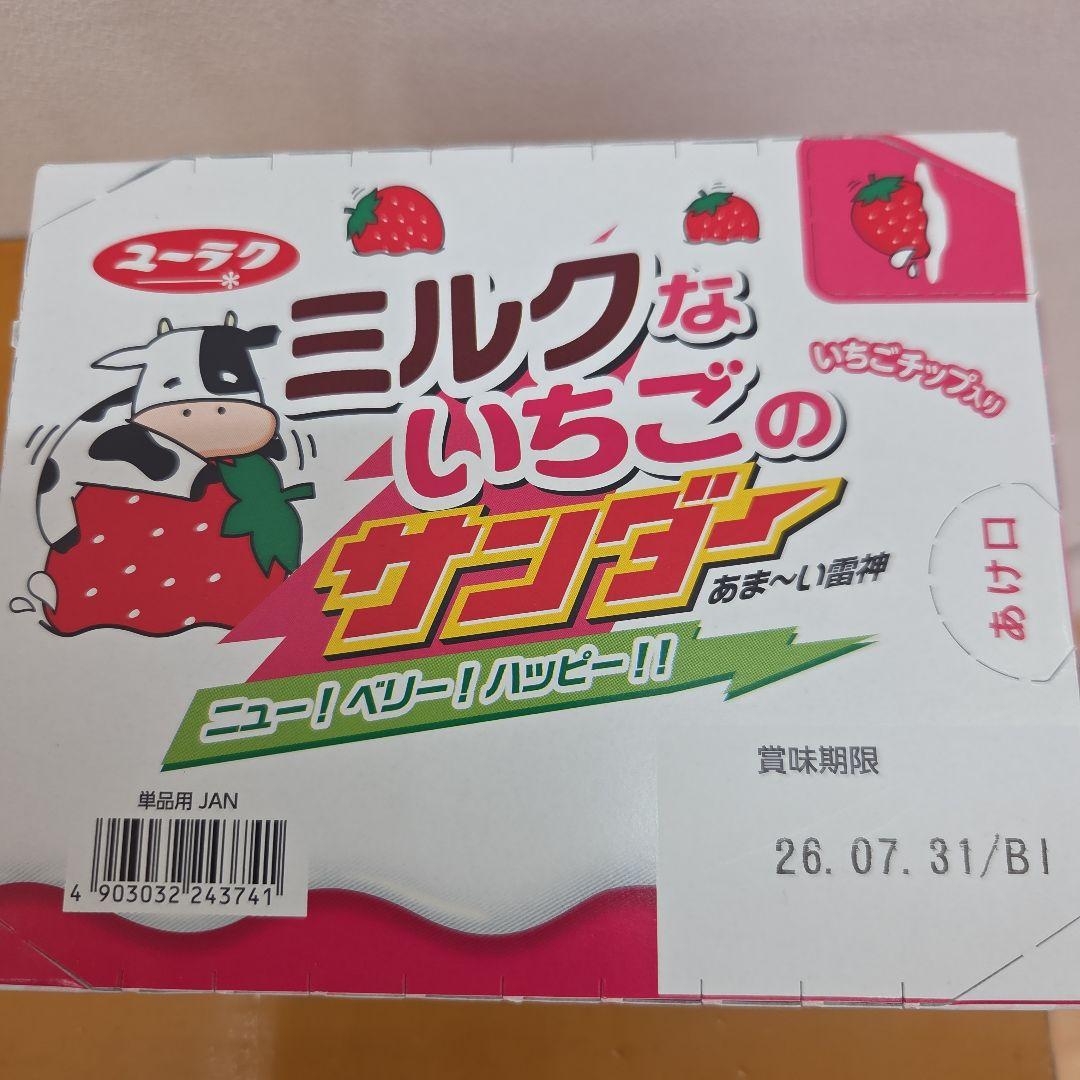 ユーラク
ミルクな
いちごの
サンダー
あま～い雷神
ニュー！ベリー！ハッピー！！
いちごチップ入り
あけ口
賞味期限
26.07.31/BI
単品用 JAN
4 903032 243741